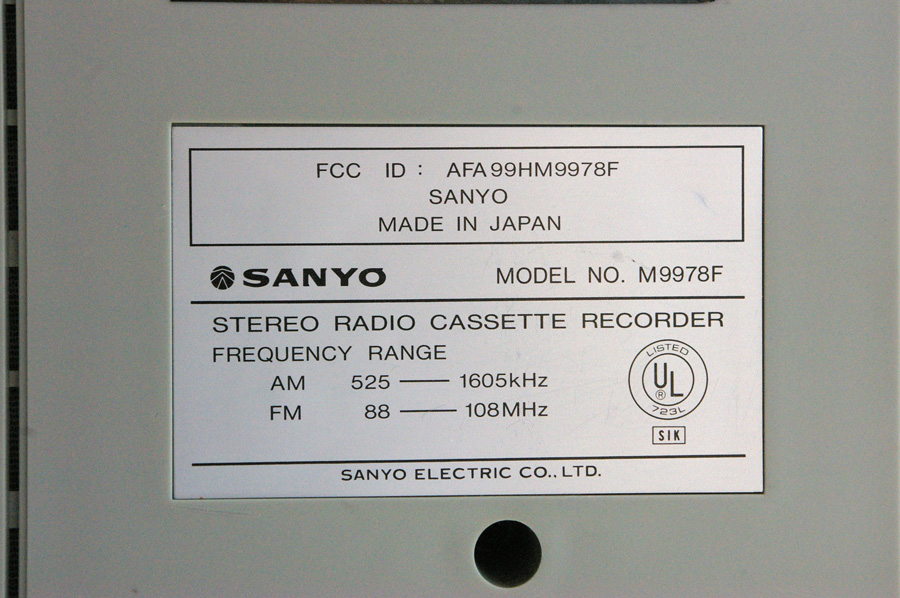 FCC ID : AFA99HM9978F
SANYO
MADE IN JAPAN
SANYO MODEL NO. M9978F
STEREO RADIO CASSETTE RECORDER
FREQUENCY RANGE
AM 525 — 1605kHz
FM 88 — 108MHz
LISTED
UL
®
723L
SIK
SANYO ELECTRIC CO., LTD.